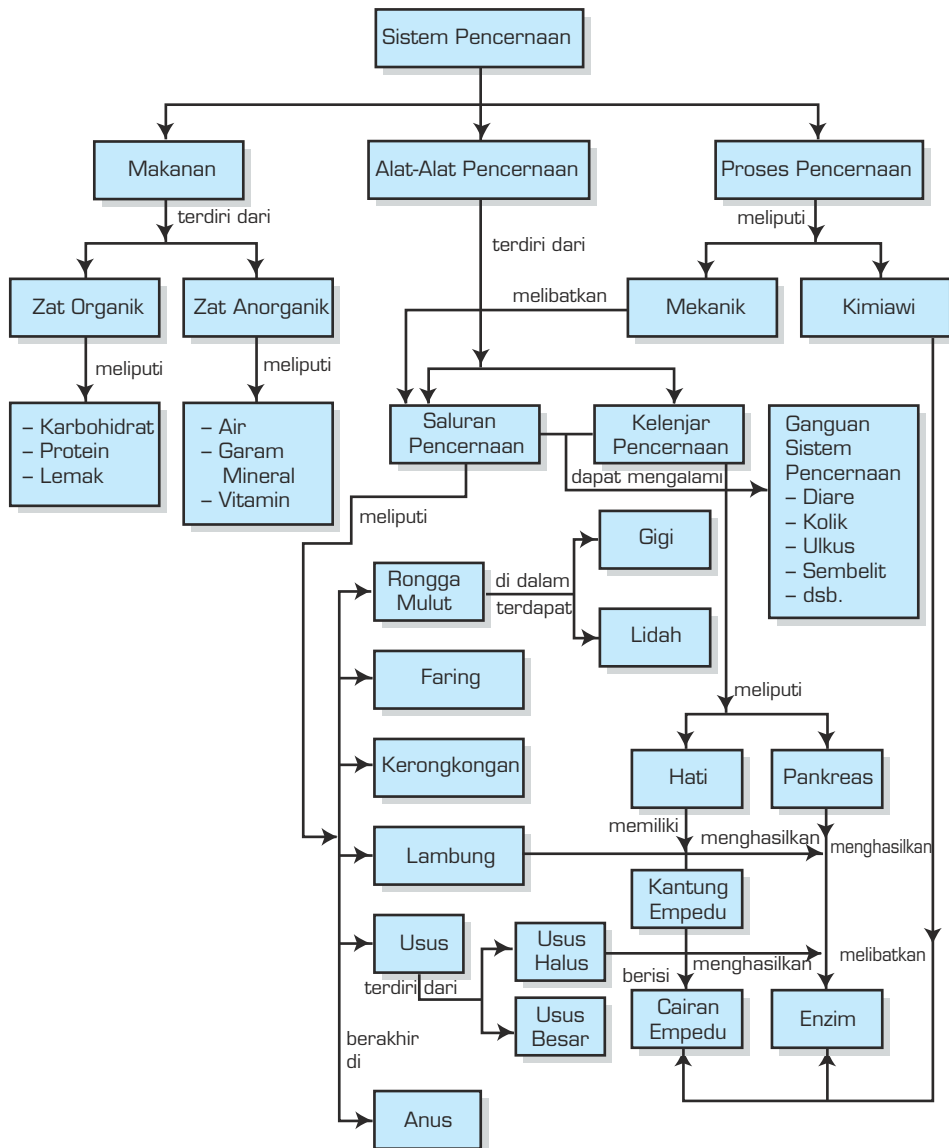 Sistem Pencernaan
Makanan
Alat-Alat Pencernaan
Proses Pencernaan
terdiri dari
terdiri dari
meliputi
Zat Organik
Zat Anorganik
melibatkan
Mekanik
Kimiawi
meliputi
meliputi
– Karbohidrat
– Protein
– Lemak
– Air
– Garam
Mineral
– Vitamin
Saluran
Pencernaan
Kelenjar
Pencernaan
Ganguan
Sistem
Pencernaan
– Diare
– Kolik
– Ulkus
– Sembelit
– dsb.
dapat mengalami
meliputi
Rongga
Mulut
di dalam
terdapat
Gigi
Lidah
Faring
meliputi
Kerongkongan
Hati
Pankreas
memiliki
menghasilkan
menghasilkan
Lambung
Kantung
Empedu
Usus
terdiri dari
Usus
Halus
menghasilkan
melibatkan
berisi
Usus
Besar
Cairan
Empedu
Enzim
berakhir
di
Anus